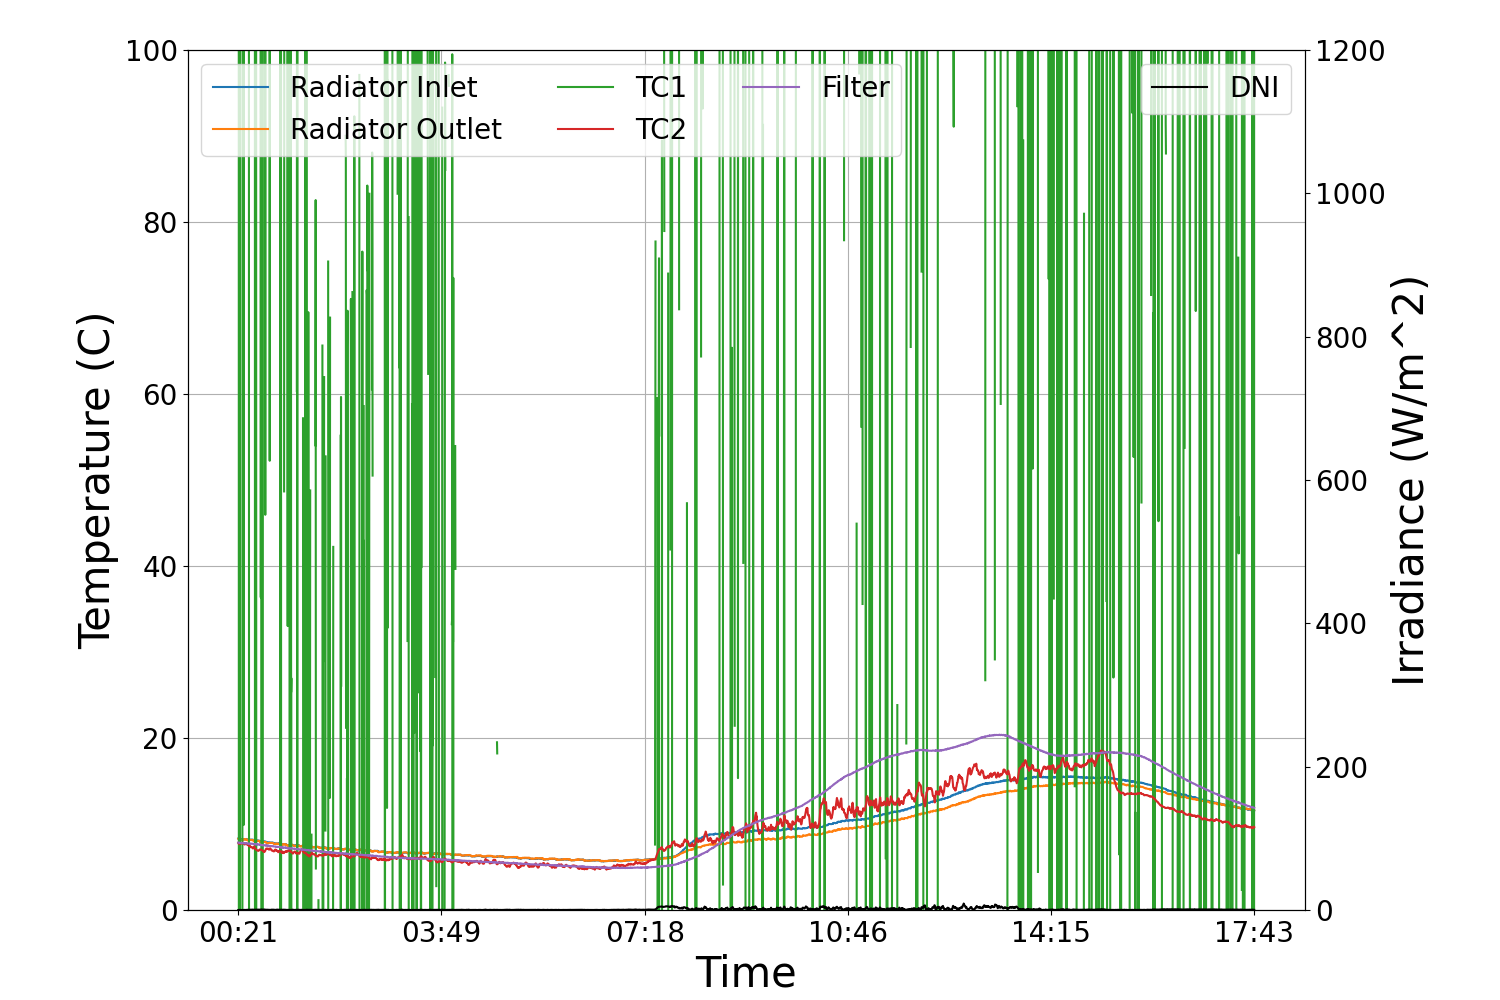 Radiator Inlet
Radiator Outlet
TC1
TC2
Filter
DNI
100
80
60
40
20
0
Temperature (C)
1200
1000
800
600
400
200
0
Irradiance (W/m^2)
00:21
03:49
07:18
10:46
14:15
17:43
Time